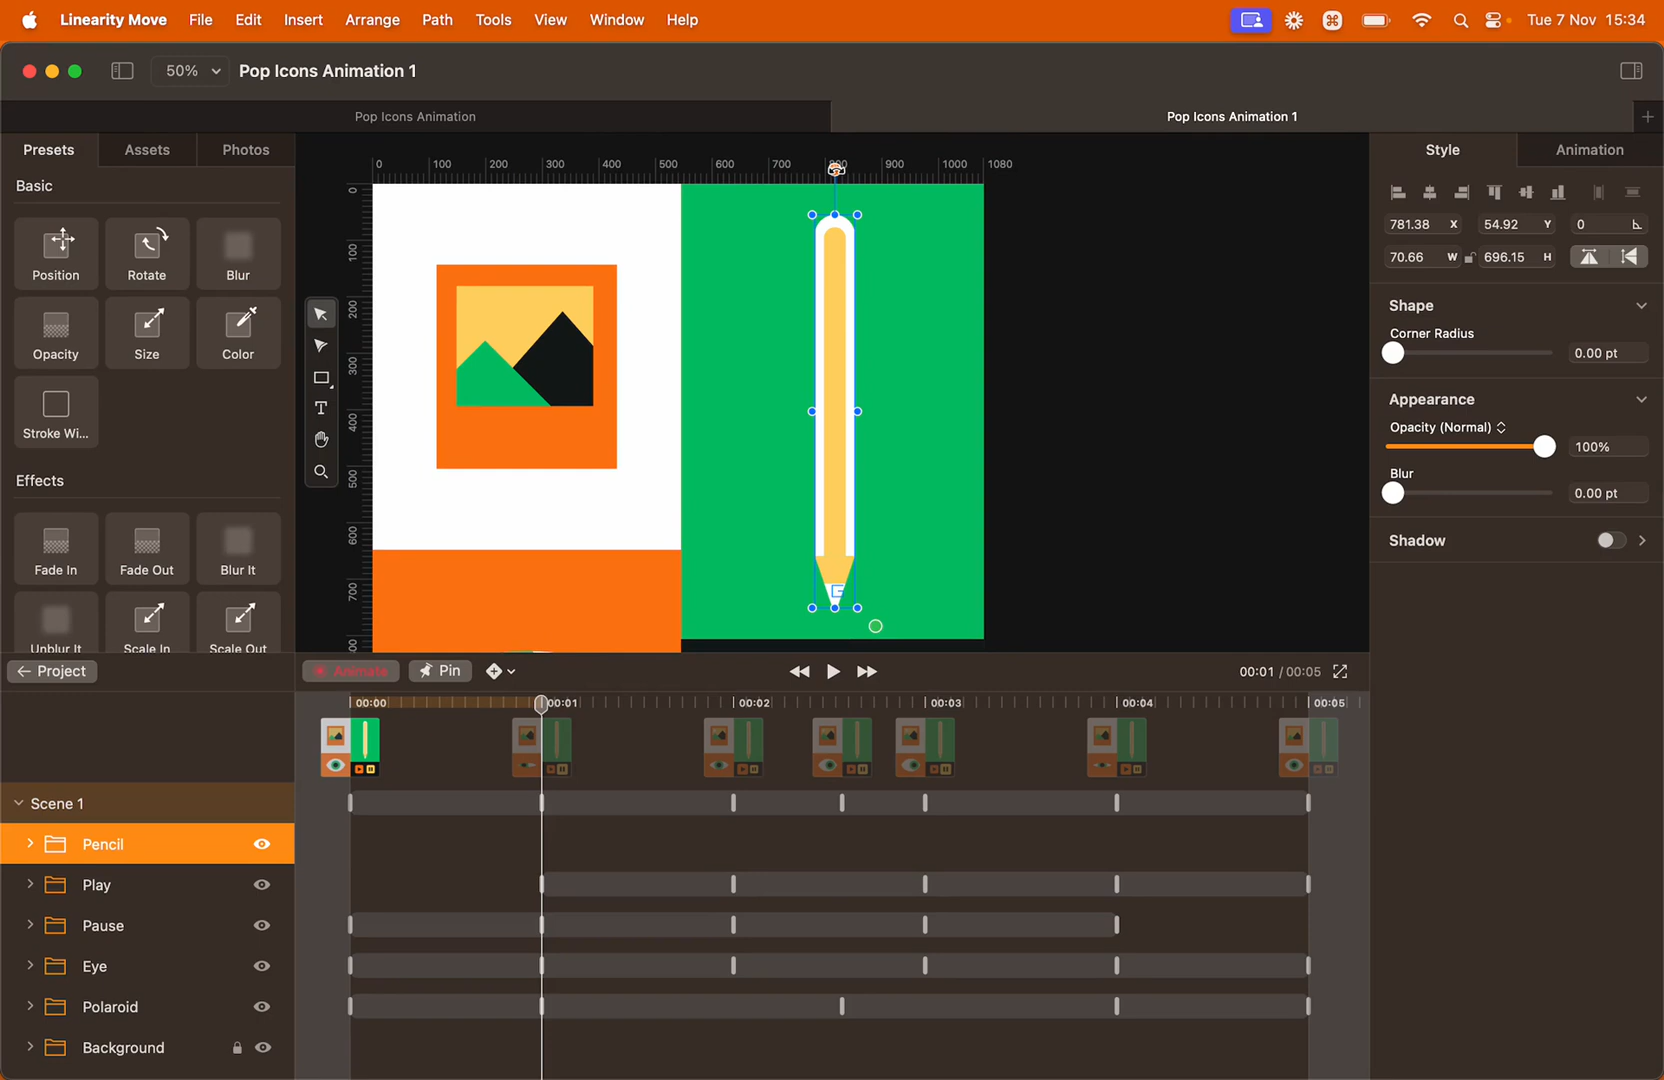 Linearity Move File Edit Insert Arrange Path Tools View Window Help Tue 7 Nov 15:34
50% Pop Icons Animation 1
Pop Icons Animation Pop Icons Animation 1
Presets Assets Photos
Basic
Position Rotate Blur
Opacity Size Color
Stroke Wi...
Effects
Fade In Fade Out Blur It
Unblur It Scale In Scale Out
0 100 200 300 400 500 600 700 800 900 1000 1080
0
100
200
300
400
500
600
700
Style Animation
781.38 X 54.92 Y 0
70.66 W 696.15 H
Shape
Corner Radius
0.00 pt
Appearance
Opacity (Normal)
100%
Blur
0.00 pt
Shadow
Project Animate Pin 00:01 / 00:05
00:00 00:01 00:02 00:03 00:04 00:05
Scene 1
Pencil
Play
Pause
Eye
Polaroid
Background